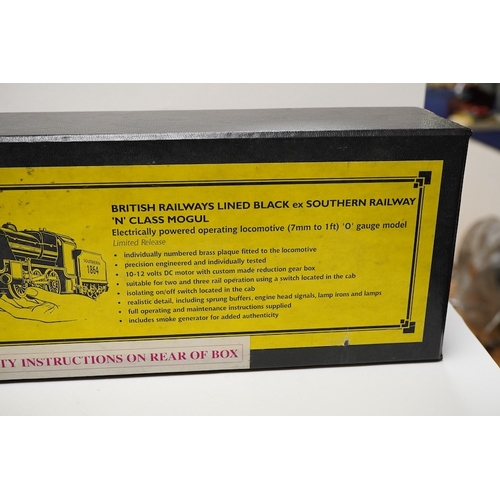 BRITISH RAILWAYS LINED BLACK ex SOUTHERN RAILWAY
'N' CLASS MOGUL
Electrically powered operating locomotive (7mm to 1ft) 'O' gauge model
Limited Release
• individually numbered brass plaque fitted to the locomotive
• precision engineered and individually tested
• 10-12 volts DC motor with custom made reduction gear box
• suitable for two and three rail operation using a switch located in the cab
• isolating on/off switch located in the cab
• realistic detail, including sprung buffers, engine head signals, lamp irons and lamps
• full operating and maintenance instructions supplied
• includes smoke generator for added authenticity
1864
TY INSTRUCTIONS ON REAR OF BOX